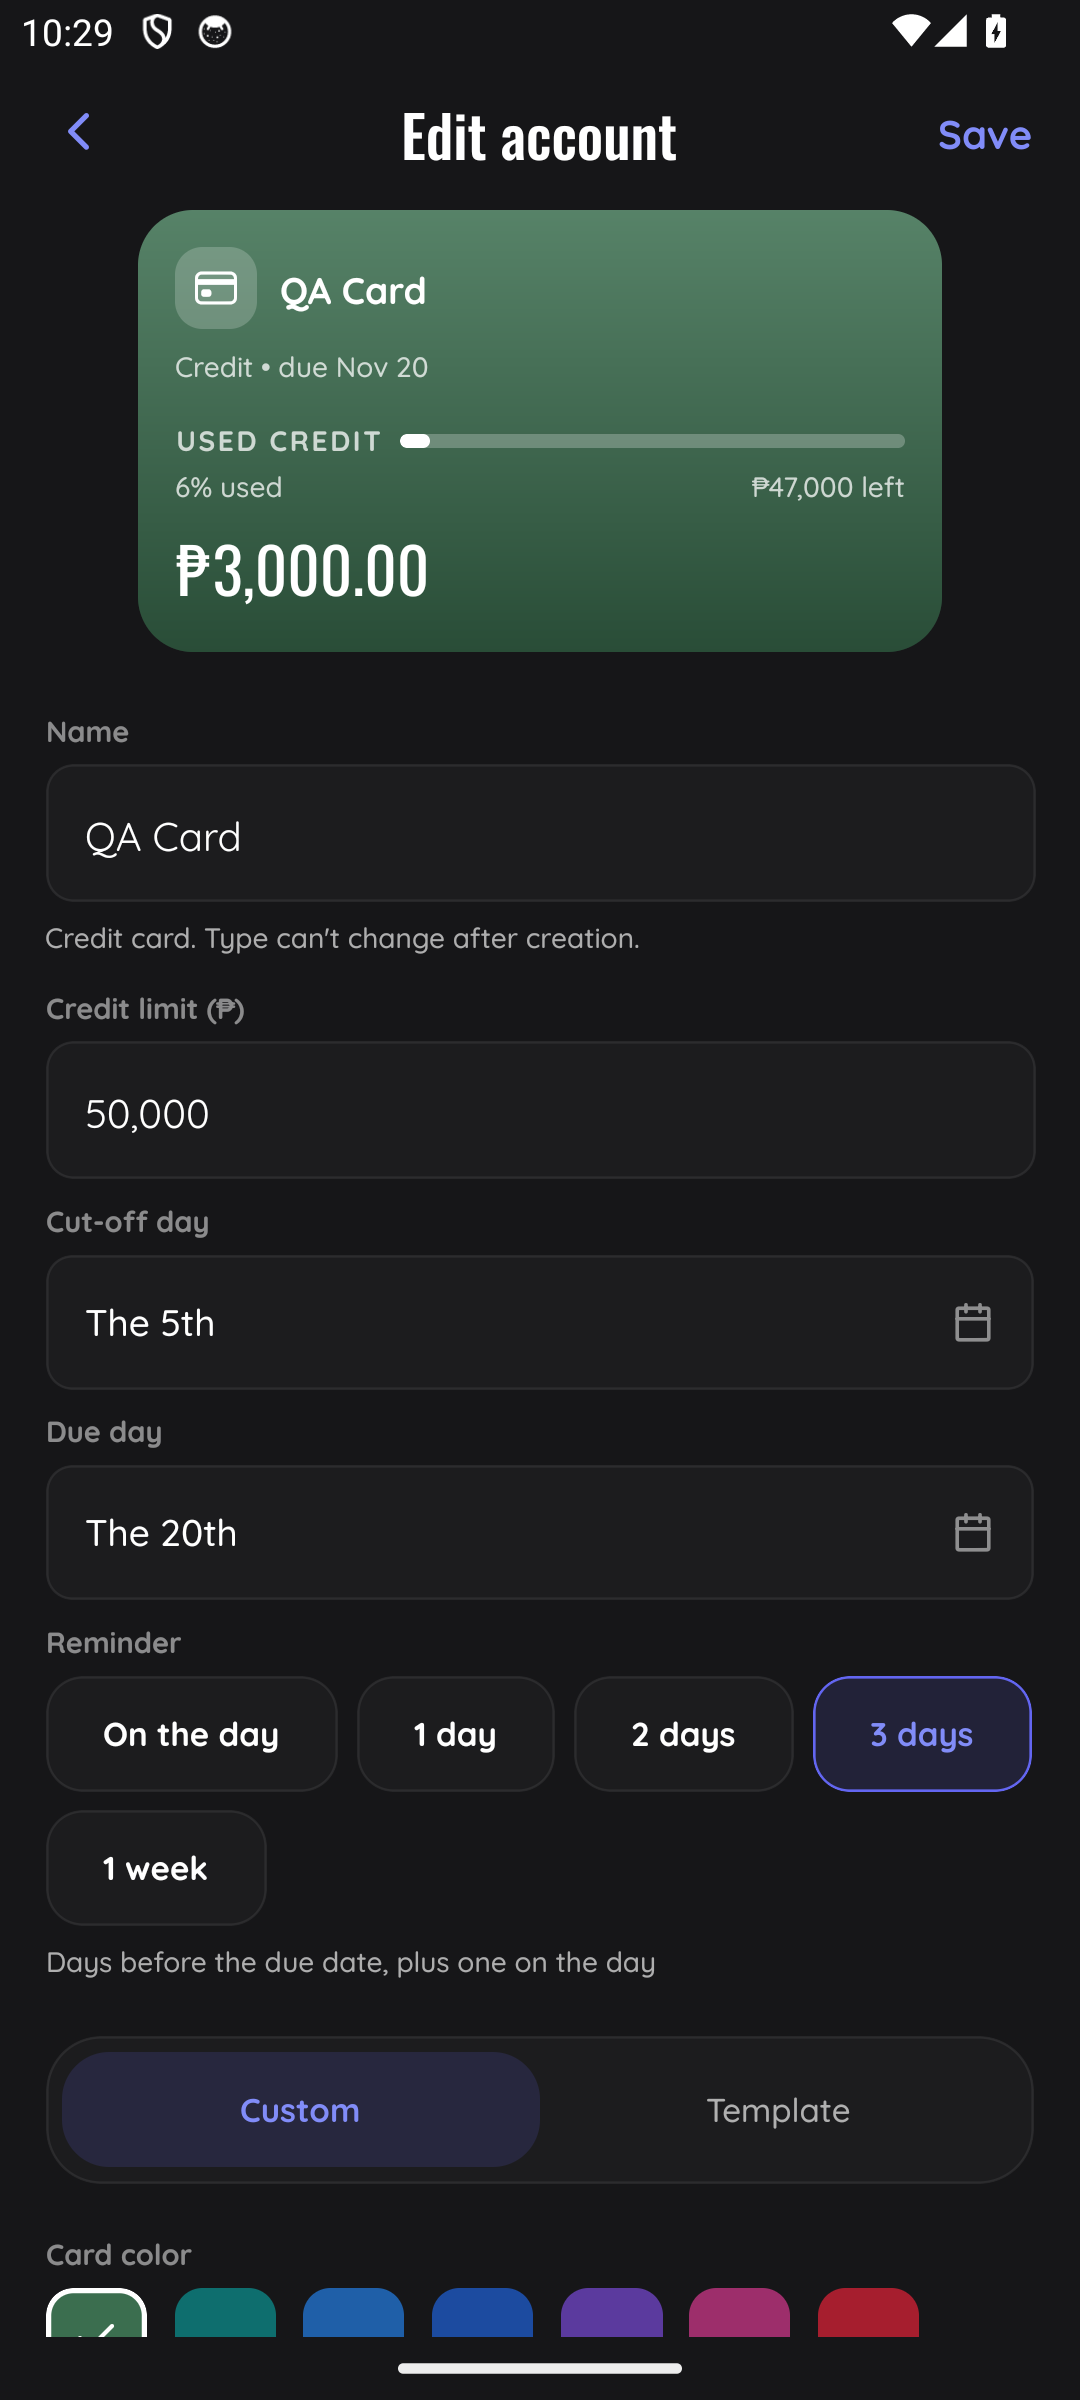 10:29
Edit account
Save
QA Card
Credit • due Nov 20
USED CREDIT
6% used
₱47,000 left
₱3,000.00
Name
QA Card
Credit card. Type can't change after creation.
Credit limit (₱)
50,000
Cut-off day
The 5th
Due day
The 20th
Reminder
On the day
1 day
2 days
3 days
1 week
Days before the due date, plus one on the day
Custom
Template
Card color